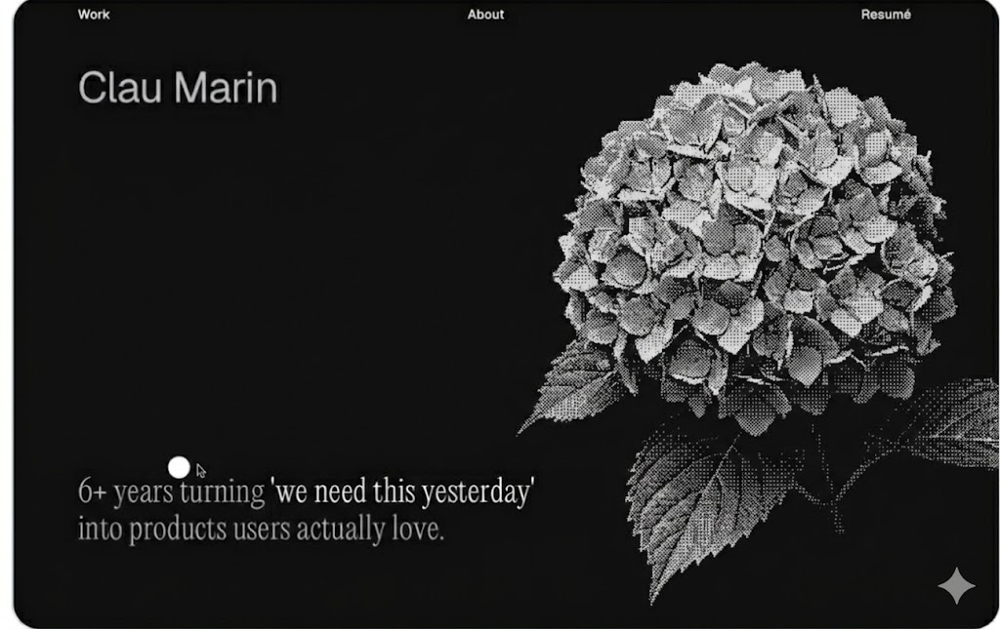 Work
About
Resumé
Clau Marin
6+ years turning 'we need this yesterday'
into products users actually love.